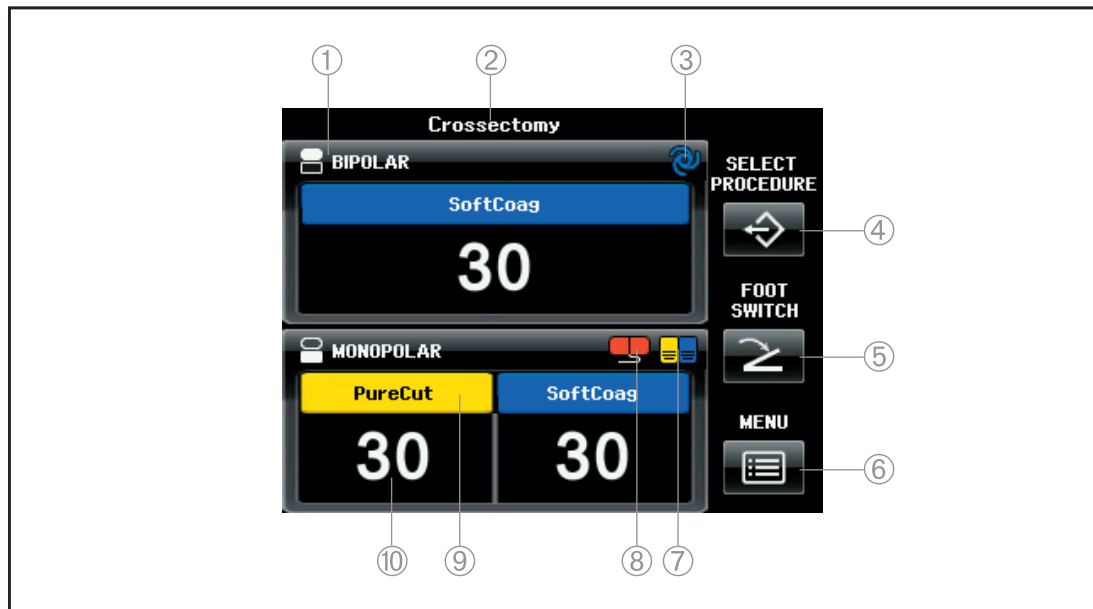 ① ② ③
Crossectomy
BIPOLAR
SELECT
PROCEDURE
SoftCoag
④
30
FOOT
SWITCH
MONOPOLAR
⑤
PureCut SoftCoag
MENU
30 30
⑥
⑩ ⑨ ⑧ ⑦